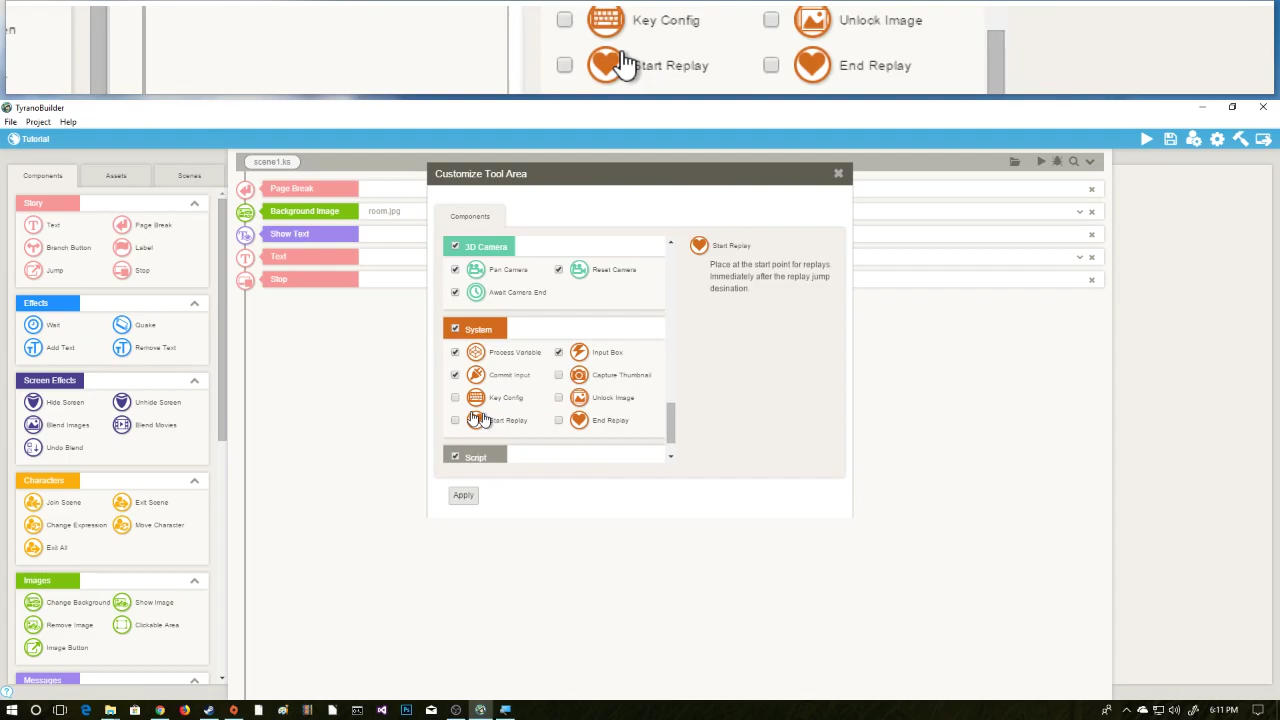 en
Key Config Unlock Image
Start Replay End Replay
TyranoBuilder
File Project Help
Tutorial
Components Assets Scenes
scene1.ks
Customize Tool Area
Story
Text Page Break
Branch Button Label
Jump Stop
Effects
Wait Quake
Add Text Remove Text
Screen Effects
Hide Screen Unhide Screen
Blend Images Blend Movies
Undo Blend
Characters
Join Scene Exit Scene
Change Expression Move Character
Exit All
Images
Change Background Show Image
Remove Image Clickable Area
Image Button
Messages
Page Break
Background Image room.jpg
Show Text
Text
Stop
Components
3D Camera
Pan Camera Reset Camera
Await Camera End
System
Process Variable Input Box
Commit Input Capture Thumbnail
Key Config Unlock Image
Start Replay End Replay
Script
Start Replay
Place at the start point for replays.
Immediately after the replay jump
desination.
Apply
6:11 PM